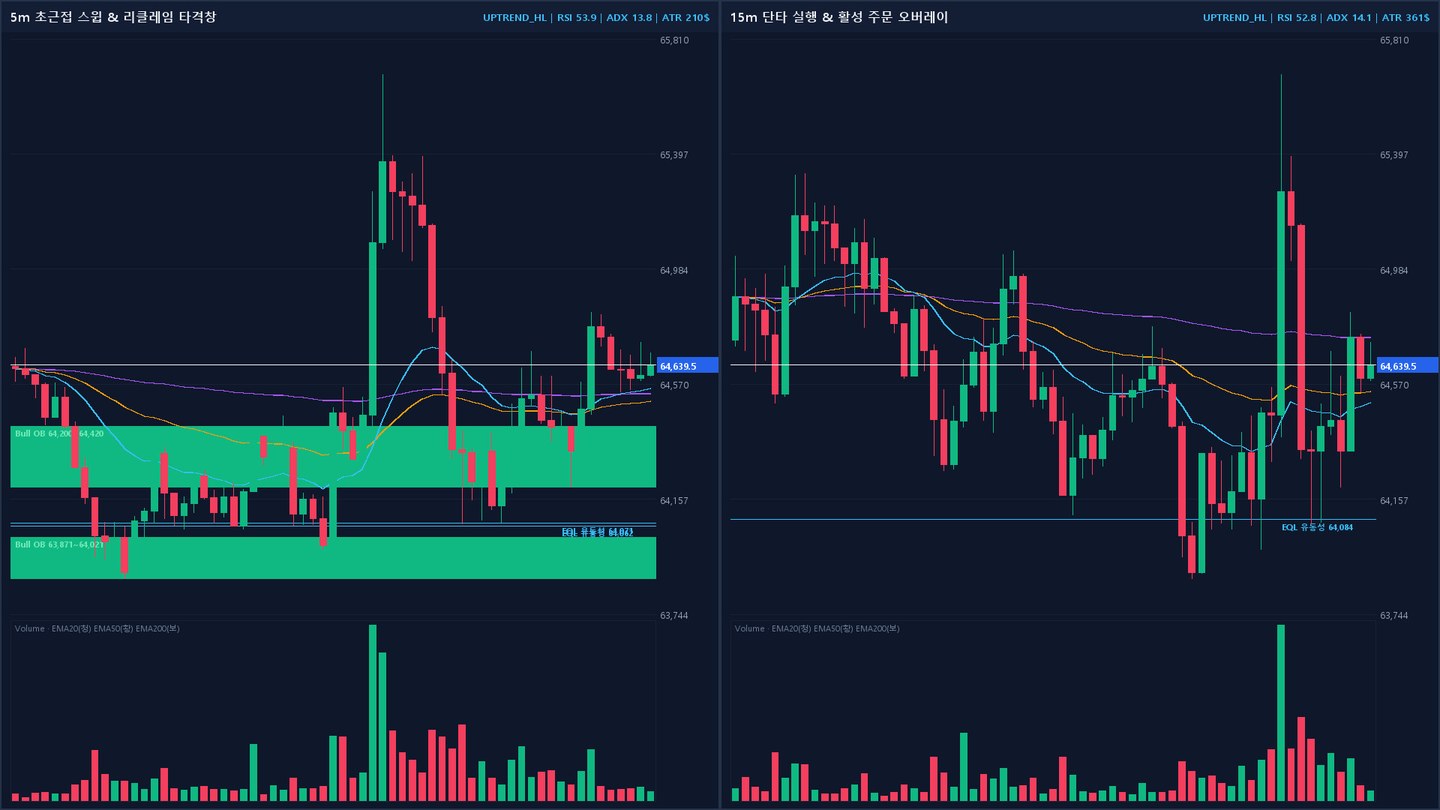 5m 초근접 스윕 & 리클레임 타격창
UPTREND_HL | RSI 53.9 | ADX 13.8 | ATR 210$
65,810
65,397
64,984
64,639.5
64,570
Bull OB 64,200~64,420
64,157
EQL 유동성
Bull OB 63,871~64,021
63,744
Volume · EMA20(청) EMA50(황) EMA200(보)
15m 단타 실행 & 활성 주문 오버레이
UPTREND_HL | RSI 52.8 | ADX 14.1 | ATR 361$
65,810
65,397
64,984
64,639.5
64,570
64,157
EQL 유동성 64,084
63,744
Volume · EMA20(청) EMA50(황) EMA200(보)